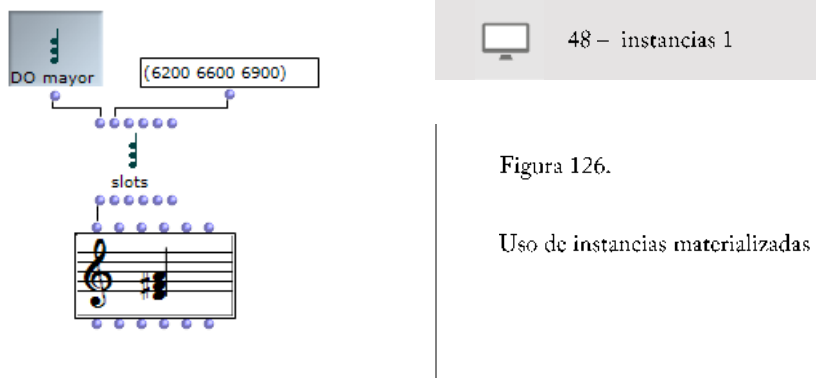 DO mayor
(6200 6600 6900)
slots
48 – instancias 1
Figura 126.
Uso de instancias materializadas